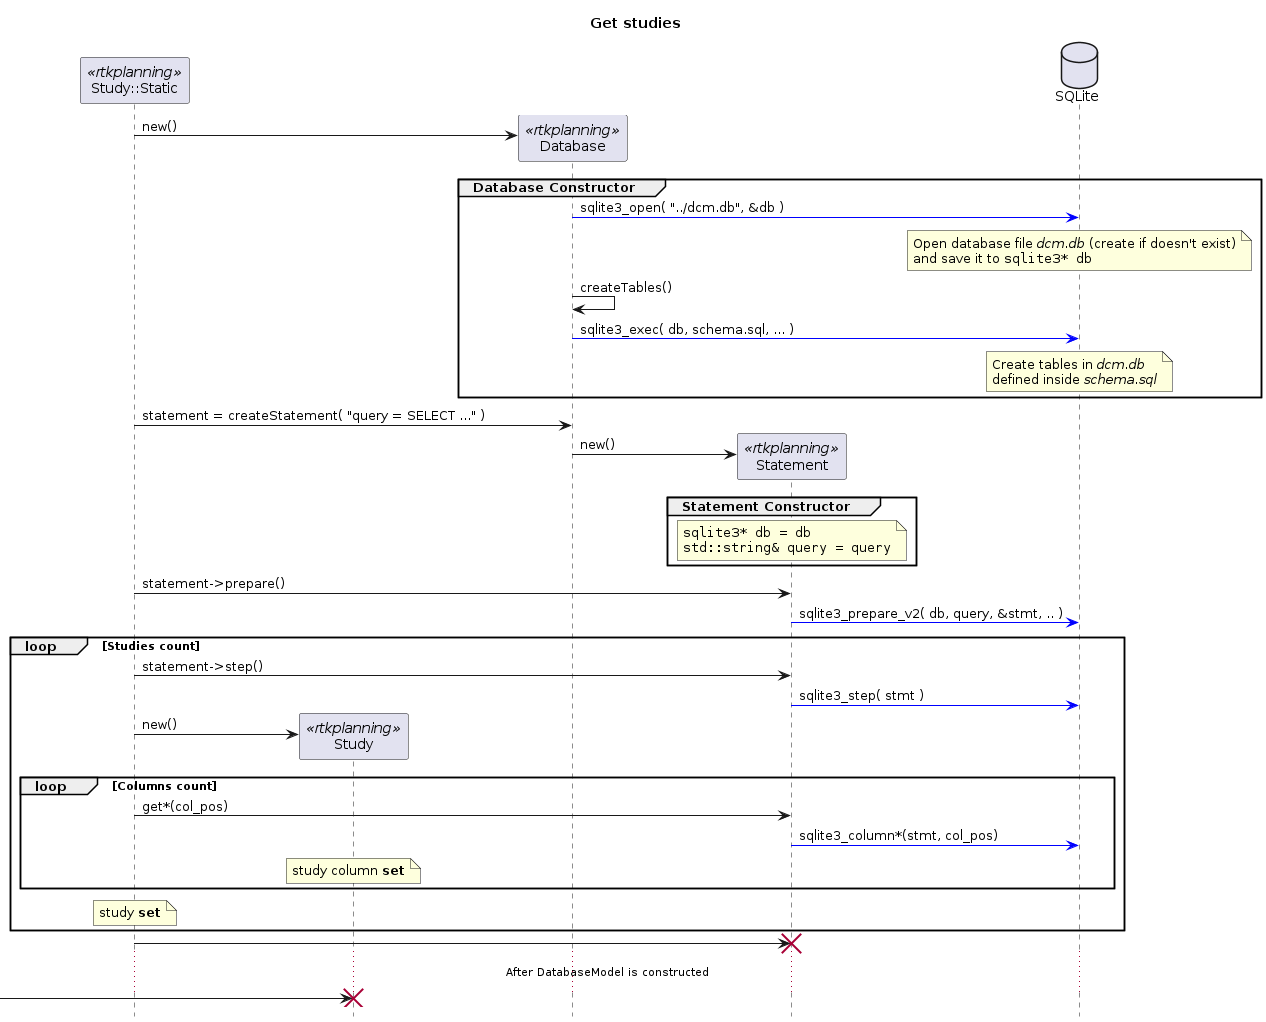 Get studies
«rtkplanning»
Study::Static
SQLite
new()
«rtkplanning»
Database
Database Constructor
sqlite3_open( "../dcm.db", &db )
Open database file dcm.db (create if doesn't exist)
and save it to sqlite3* db
createTables()
sqlite3_exec( db, schema.sql, ... )
Create tables in dcm.db
defined inside schema.sql
statement = createStatement( "query = SELECT ..." )
new()
«rtkplanning»
Statement
Statement Constructor
sqlite3* db = db
std::string& query = query
statement->prepare()
sqlite3_prepare_v2( db, query, &stmt, .. )
loop [Studies count]
statement->step()
sqlite3_step( stmt )
new()
«rtkplanning»
Study
loop [Columns count]
get*(col_pos)
sqlite3_column*(stmt, col_pos)
study column set
study set
After DatabaseModel is constructed